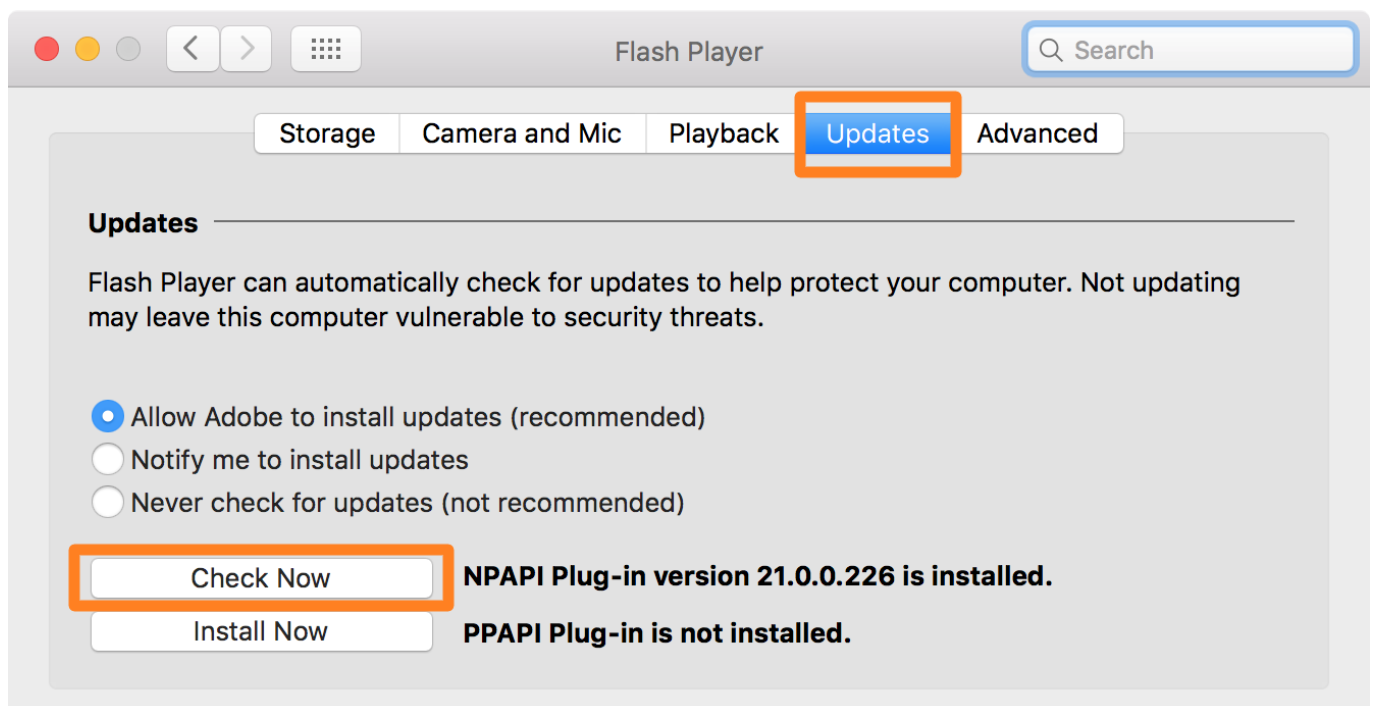 Flash Player
Search
Storage
Camera and Mic
Playback
Updates
Advanced
Updates
Flash Player can automatically check for updates to help protect your computer. Not updating
may leave this computer vulnerable to security threats.
Allow Adobe to install updates (recommended)
Notify me to install updates
Never check for updates (not recommended)
Check Now
NPAPI Plug-in version 21.0.0.226 is installed.
Install Now
PPAPI Plug-in is not installed.